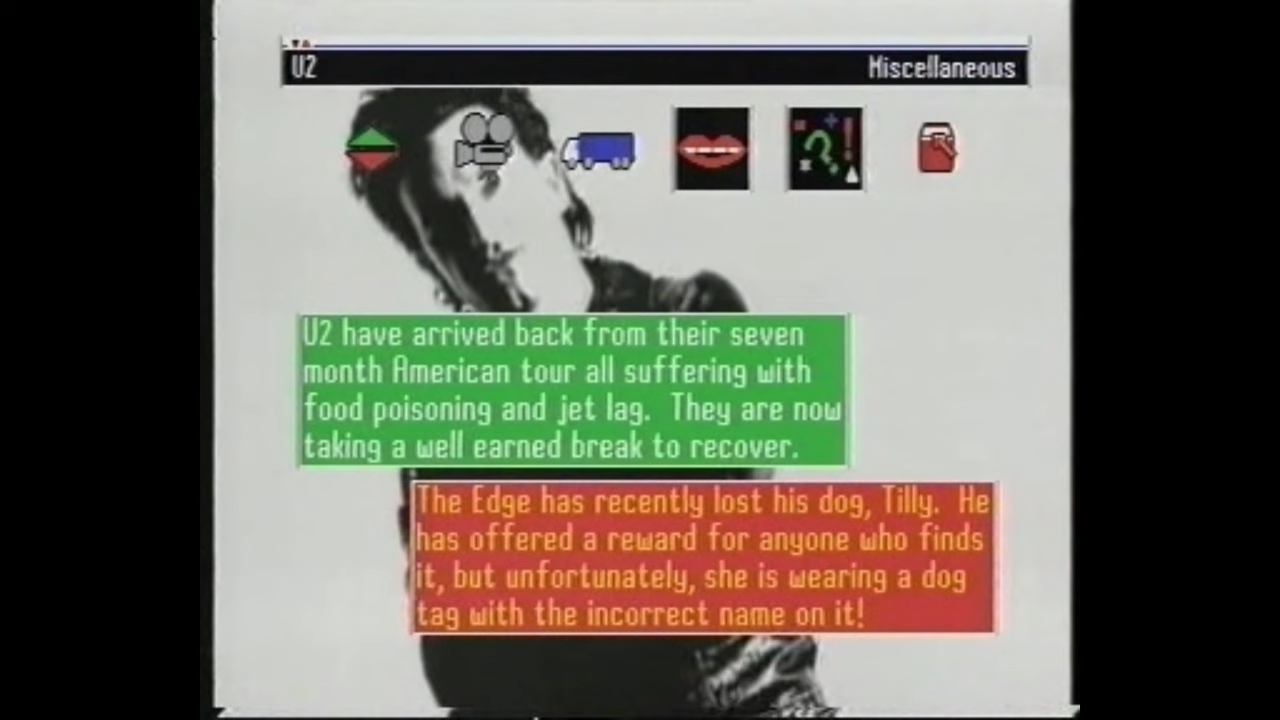 U2 Miscellaneous
U2 have arrived back from their seven
month American tour all suffering with
food poisoning and jet lag. They are now
taking a well earned break to recover.
The Edge has recently lost his dog, Tilly. He
has offered a reward for anyone who finds
it, but unfortunately, she is wearing a dog
tag with the incorrect name on it!